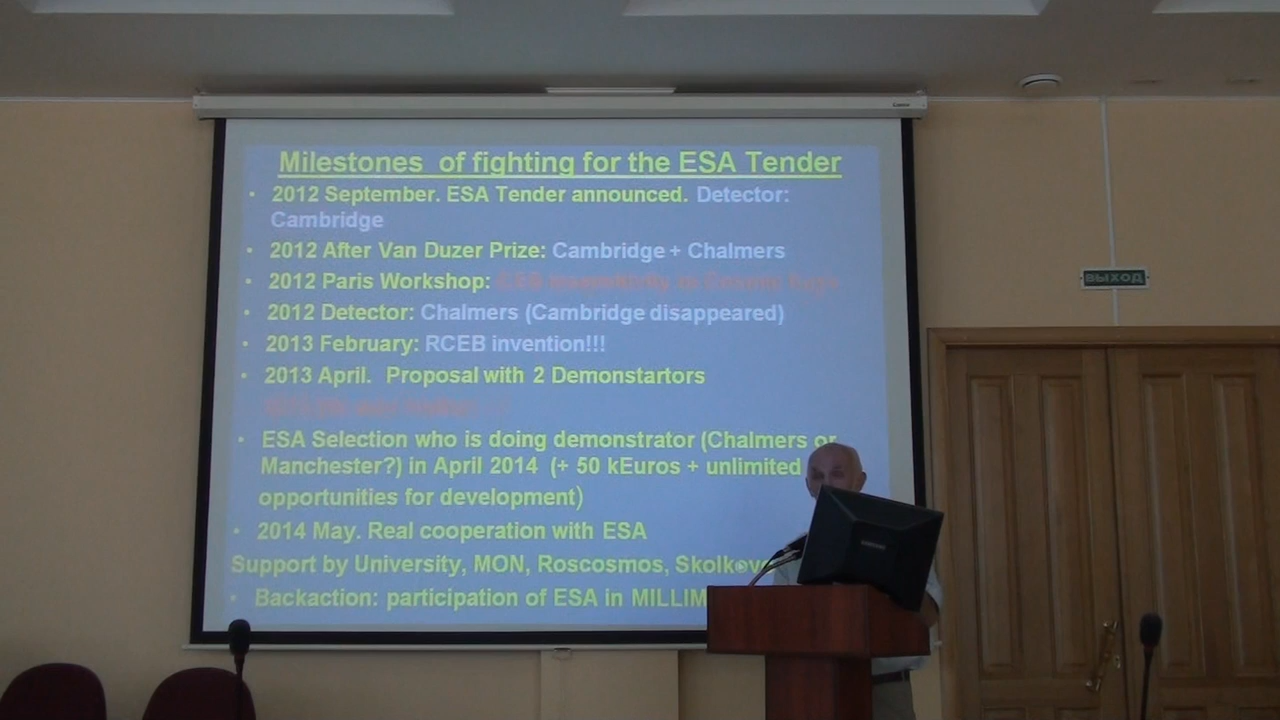 Milestones of fighting for the ESA Tender
• 2012 September. ESA Tender announced. Detector:
Cambridge
• 2012 After Van Duzer Prize: Cambridge + Chalmers
• 2012 Paris Workshop:
• 2012 Detector: Chalmers (Cambridge disappeared)
• 2013 February: RCEB invention!!!
• 2013 April. Proposal with 2 Demonstartors
• ESA Selection who is doing demonstrator (Chalmers or
Manchester?) in April 2014 (+ 50 kEuros + unlimited
opportunities for development)
• 2014 May. Real cooperation with ESA
Support by University, MON, Roscosmos, Skolkovo
• Backaction: participation of ESA in MILLIM
ВЫХОД